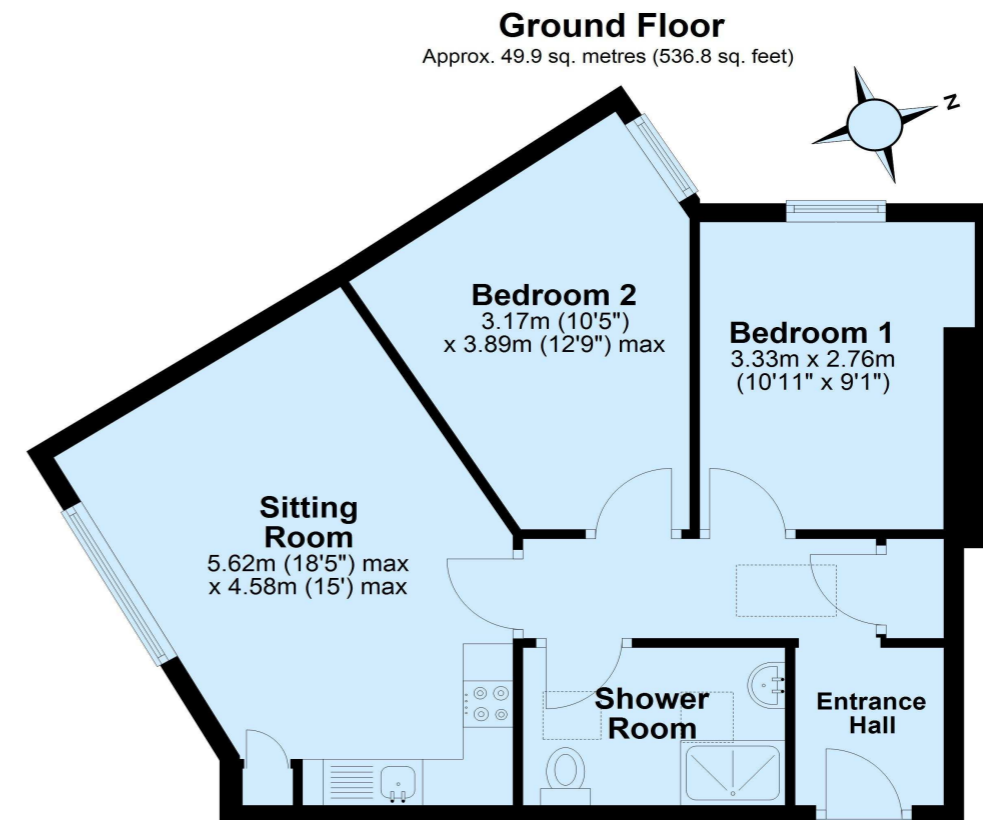 Ground Floor
Approx. 49.9 sq. metres (536.8 sq. feet)
N
Bedroom 2
3.17m (10'5")
x 3.89m (12'9") max
Bedroom 1
3.33m x 2.76m
(10'11" x 9'1")
Sitting
Room
5.62m (18'5") max
x 4.58m (15') max
Shower
Room
Entrance
Hall